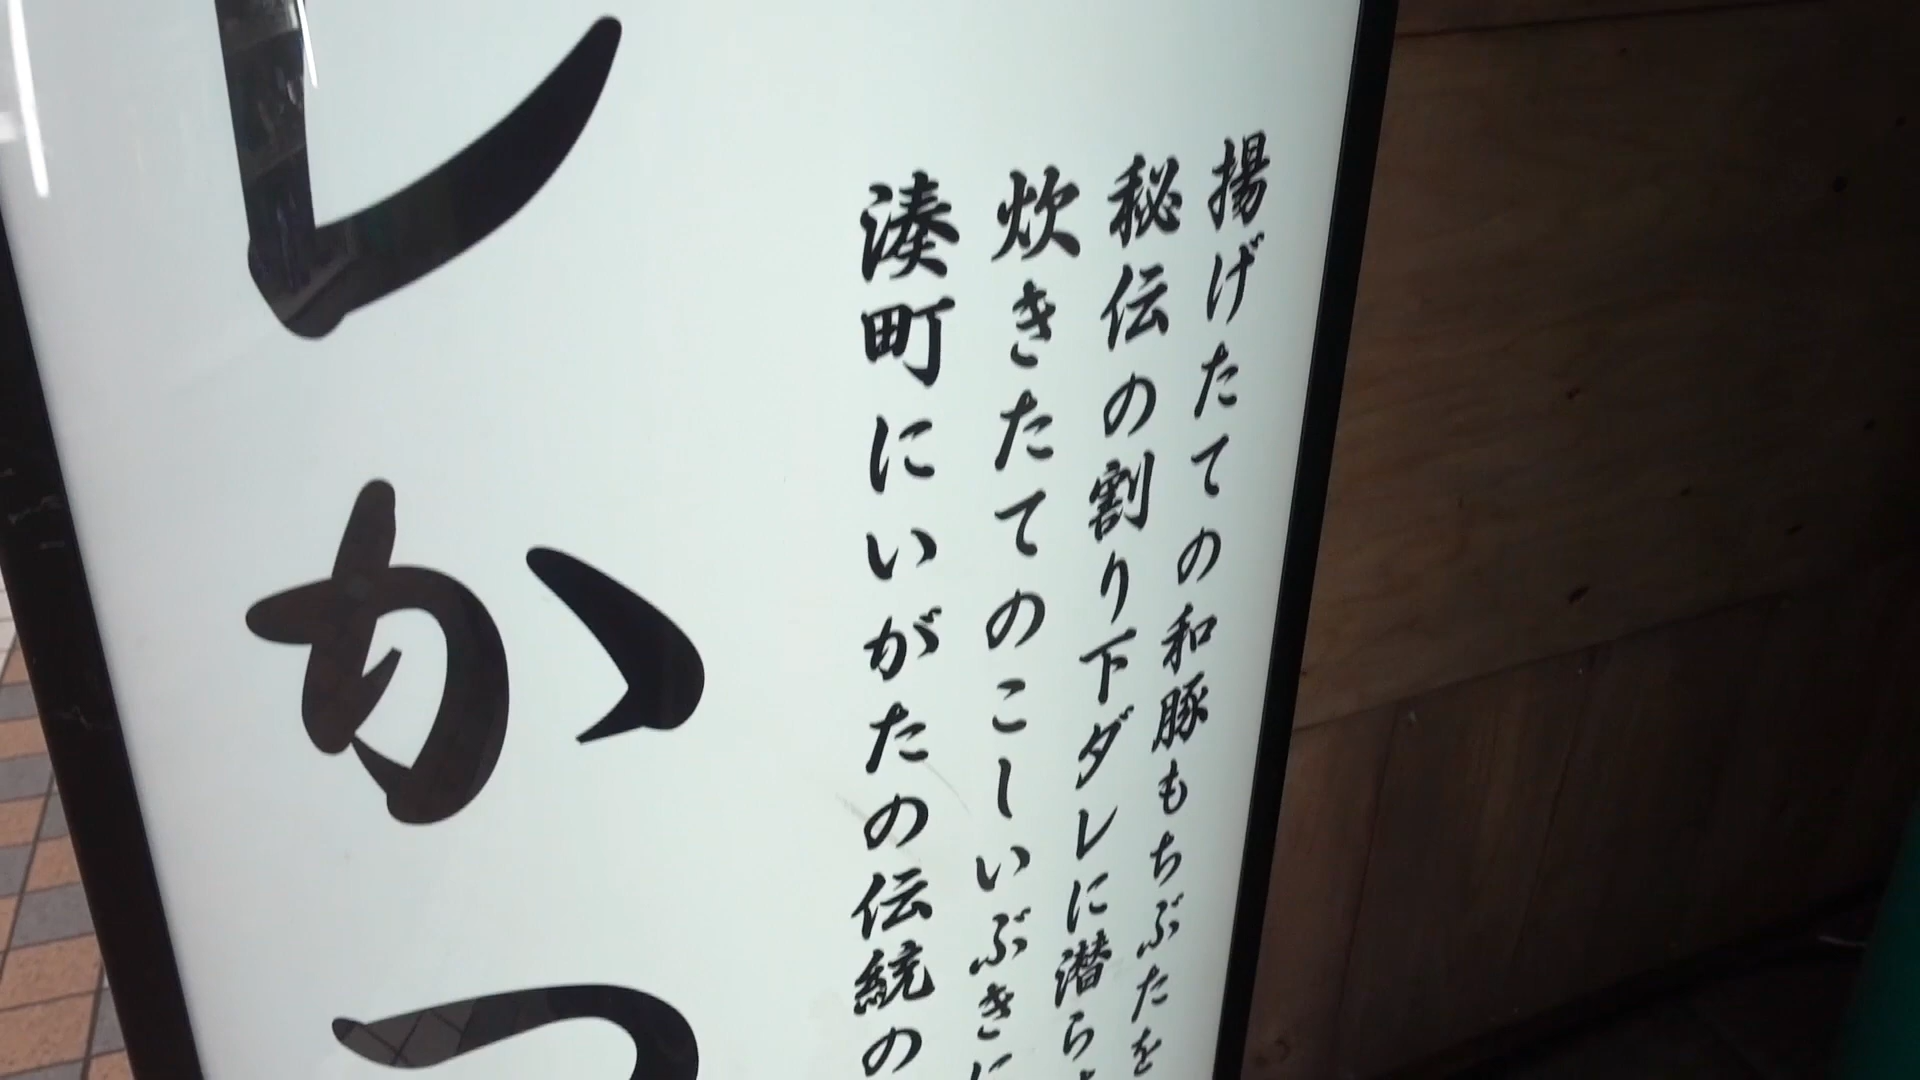 揚げたての和豚もちぶたを
秘伝の割り下ダレに潜ら
炊きたてのこしいぶきに
湊町にいがたの伝統の
レかつ